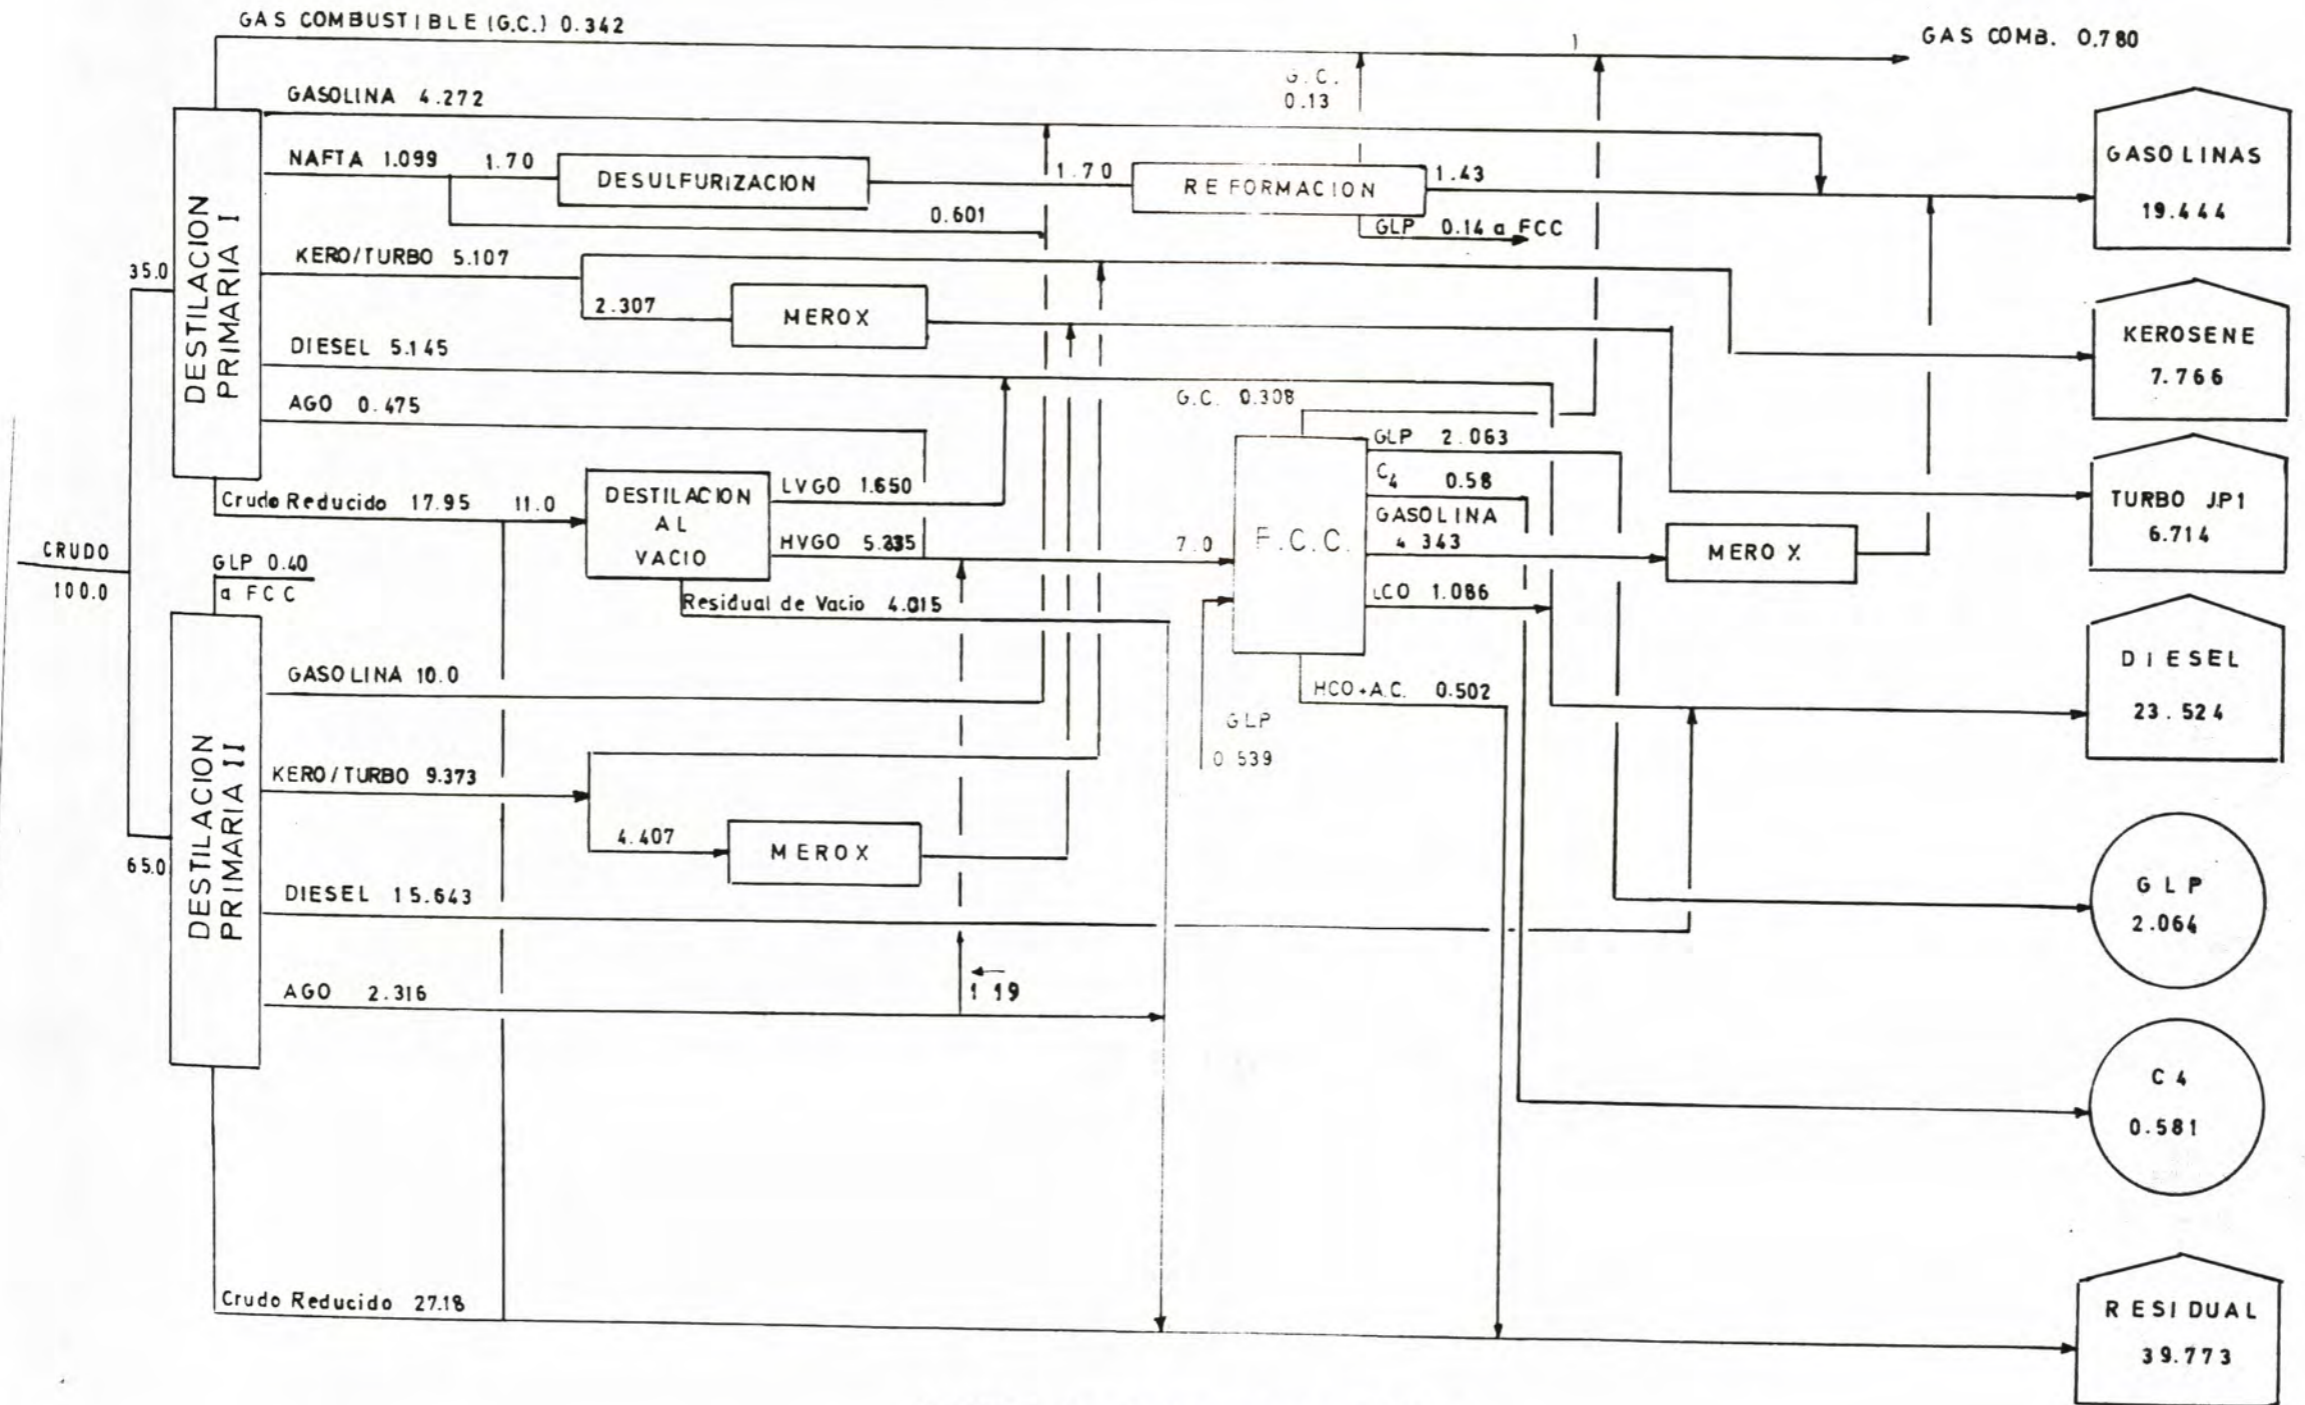 GAS COMBUSTIBLE (G.C.) 0.342
GAS COMB. 0.780
G.C.
0.13
GASOLINA 4.272
NAFTA 1.099
1.70
DESULFURIZACION
1.70
REFORMACION
1.43
0.601
GLP 0.14 a FCC
GASOLINAS
19.444
DESTILACION
PRIMARIA I
35.0
KERO/TURBO 5.107
2.307
MEROX
KEROSENE
7.766
DIESEL 5.145
AGO 0.475
G.C. 0.308
GLP 2.063
C4 0.58
GASOLINA
4 343
LCO 1.086
F.C.C.
7.0
HCO+A.C. 0.502
GLP
0 539
MEROX
TURBO JP1
6.714
Crudo Reducido 17.95
11.0
DESTILACION
AL
VACIO
LVGO 1.650
HVGO
Residual de Vacio 4.015
CRUDO
100.0
GLP 0.40
a FCC
DIESEL
23.524
DESTILACION
PRIMARIA II
65.0
GASOLINA 10.0
KERO/TURBO 9.373
4.407
MEROX
DIESEL 15.643
AGO 2.316
1 19
GLP
2.064
C4
0.581
Crudo Reducido 27.18
RESIDUAL
39.773